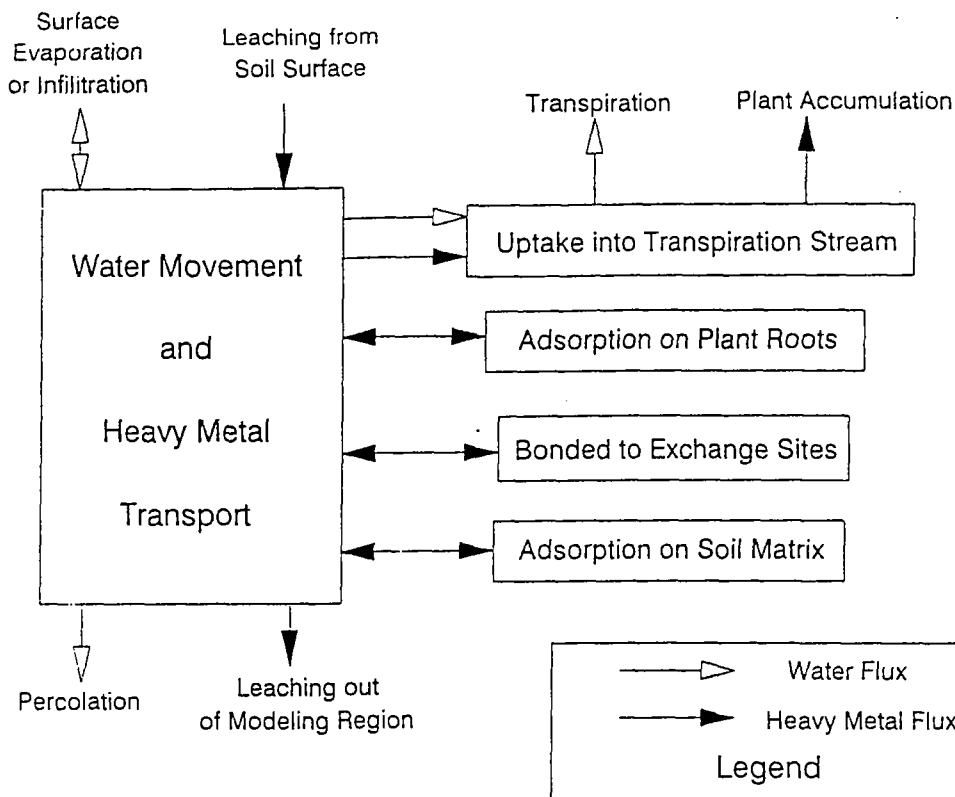 Surface
Evaporation
or Infilitration
Leaching from
Soil Surface
Transpiration
Plant Accumulation
Water Movement
and
Heavy Metal
Transport
Uptake into Transpiration Stream
Adsorption on Plant Roots
Bonded to Exchange Sites
Adsorption on Soil Matrix
Percolation
Leaching out
of Modeling Region
Water Flux
Heavy Metal Flux
Legend